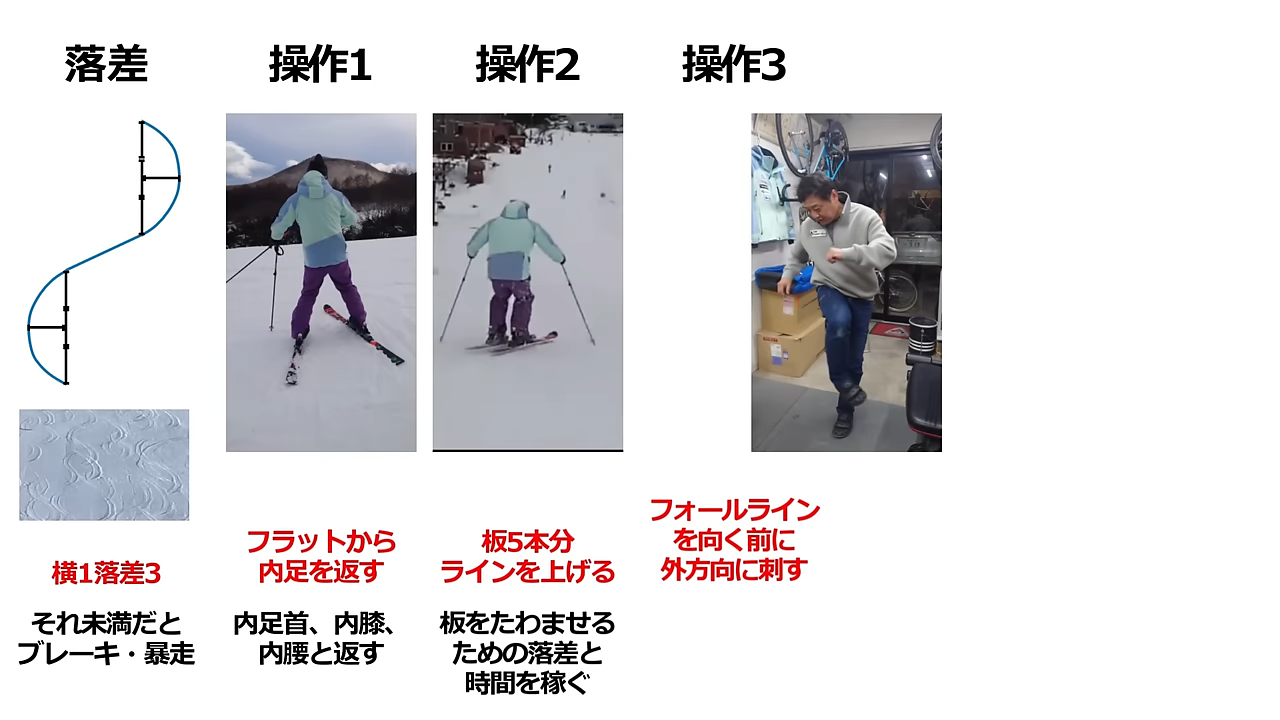 落差
操作1
操作2
操作3
横1落差3
それ未満だと
ブレーキ・暴走
フラットから
内足を返す
内足首、内膝、
内腰と返す
板5本分
ラインを上げる
板をたわませる
ための落差と
時間を稼ぐ
フォールライン
を向く前に
外方向に刺す